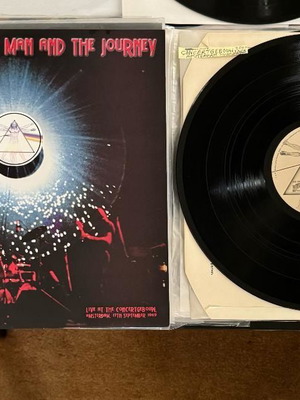 MAN AND THE JOURNEY
LIVE AT THE CONCERTGEBOUW,
AMSTERDAM, 17TH SEPTEMBER 1969